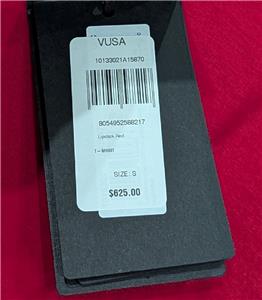 VUSA
10133021A15870
8054952588217
Lipstick Red
SIZE: S
$625.00